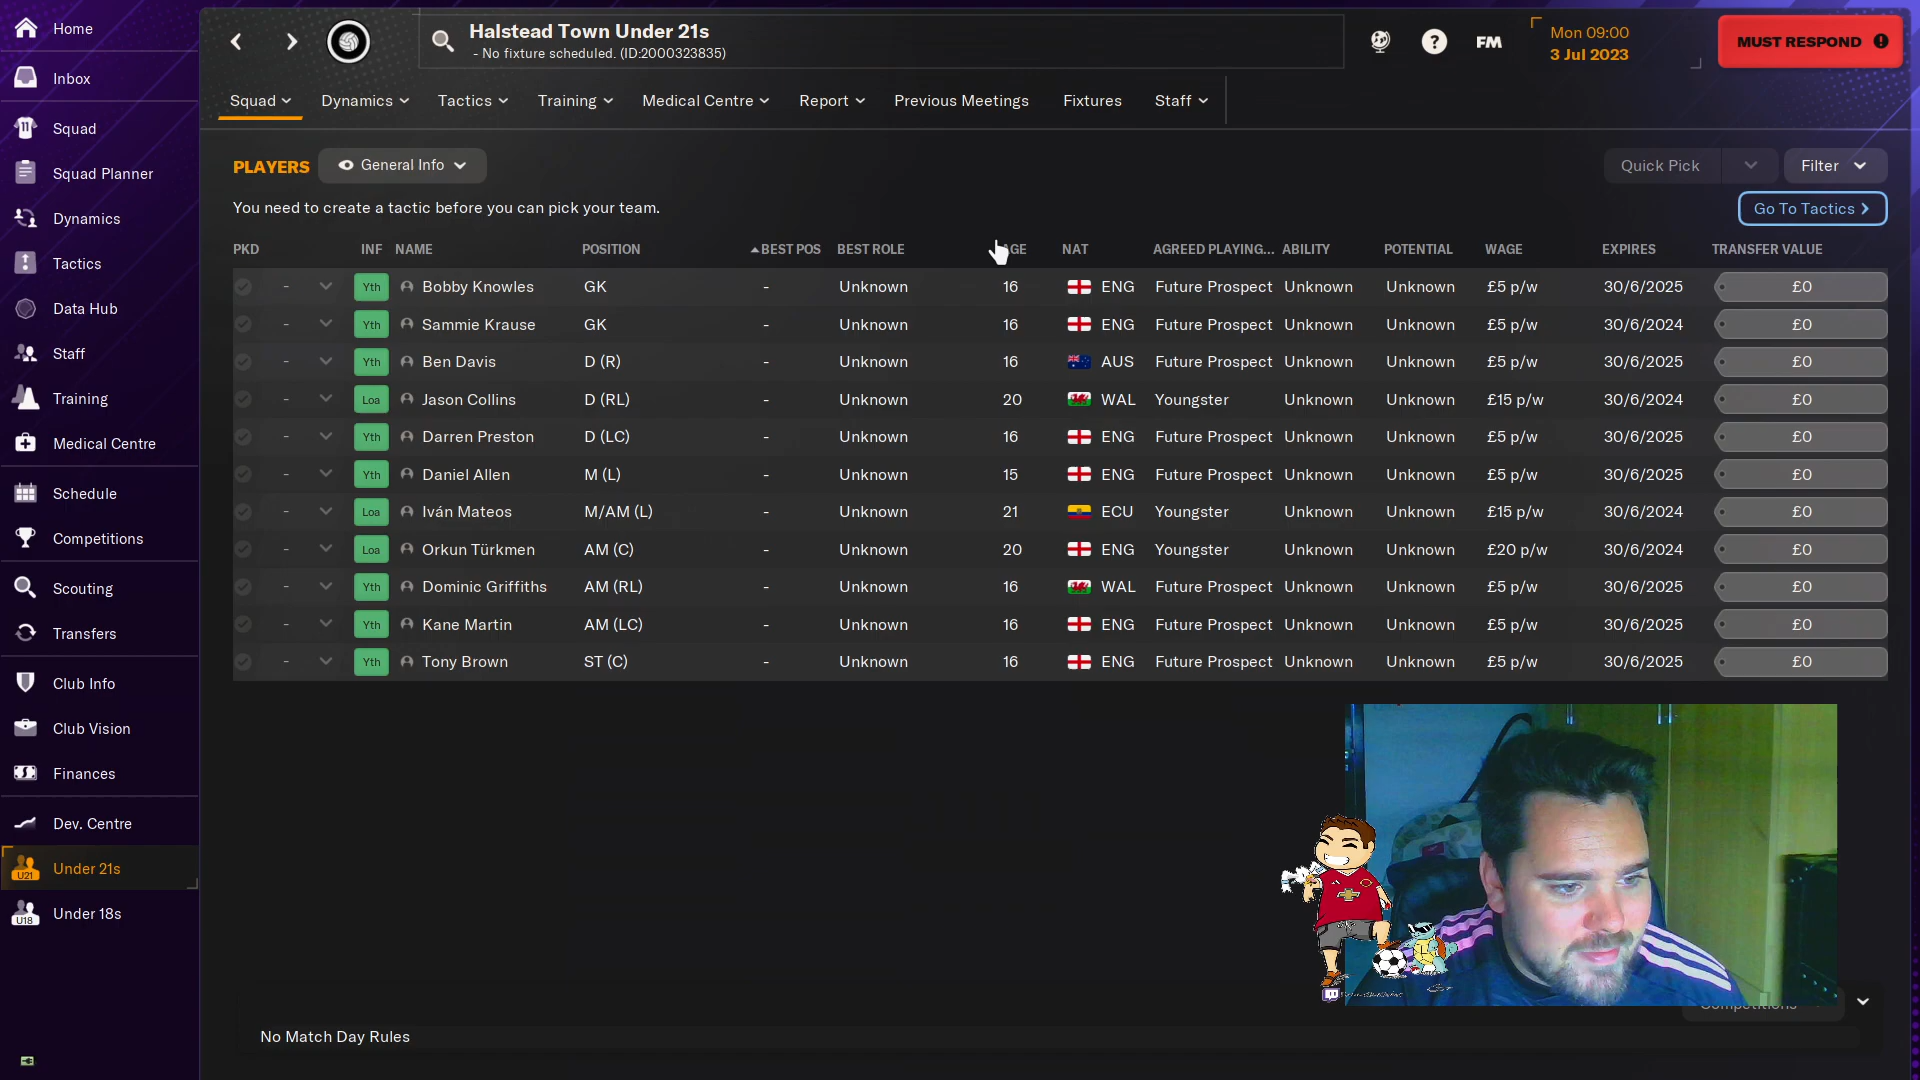 Home
Inbox
Squad
Squad Planner
Dynamics
Tactics
Data Hub
Staff
Training
Medical Centre
Schedule
Competitions
Scouting
Transfers
Club Info
Club Vision
Finances
Dev. Centre
U21 Under 21s
U18 Under 18s
Halstead Town Under 21s
- No fixture scheduled. (ID:2000323835)
? FM
Mon 09:00
3 Jul 2023
MUST RESPOND
Squad Dynamics Tactics Training Medical Centre Report Previous Meetings Fixtures Staff
PLAYERS General Info Quick Pick Filter
You need to create a tactic before you can pick your team. Go To Tactics
PKD INF NAME POSITION BEST POS BEST ROLE NAT AGREED PLAYING... ABILITY POTENTIAL WAGE EXPIRES TRANSFER VALUE
- Yth Bobby Knowles GK - Unknown 16 ENG Future Prospect Unknown Unknown £5 p/w 30/6/2025 £0
- Yth Sammie Krause GK - Unknown 16 ENG Future Prospect Unknown Unknown £5 p/w 30/6/2024 £0
- Yth Ben Davis D (R) - Unknown 16 AUS Future Prospect Unknown Unknown £5 p/w 30/6/2025 £0
- Loa Jason Collins D (RL) - Unknown 20 WAL Youngster Unknown Unknown £15 p/w 30/6/2024 £0
- Yth Darren Preston D (LC) - Unknown 16 ENG Future Prospect Unknown Unknown £5 p/w 30/6/2025 £0
- Yth Daniel Allen M (L) - Unknown 15 ENG Future Prospect Unknown Unknown £5 p/w 30/6/2025 £0
- Loa Iván Mateos M/AM (L) - Unknown 21 ECU Youngster Unknown Unknown £15 p/w 30/6/2024 £0
- Loa Orkun Türkmen AM (C) - Unknown 20 ENG Youngster Unknown Unknown £20 p/w 30/6/2024 £0
- Yth Dominic Griffiths AM (RL) - Unknown 16 WAL Future Prospect Unknown Unknown £5 p/w 30/6/2025 £0
- Yth Kane Martin AM (LC) - Unknown 16 ENG Future Prospect Unknown Unknown £5 p/w 30/6/2025 £0
- Yth Tony Brown ST (C) - Unknown 16 ENG Future Prospect Unknown Unknown £5 p/w 30/6/2025 £0
Competitions
No Match Day Rules